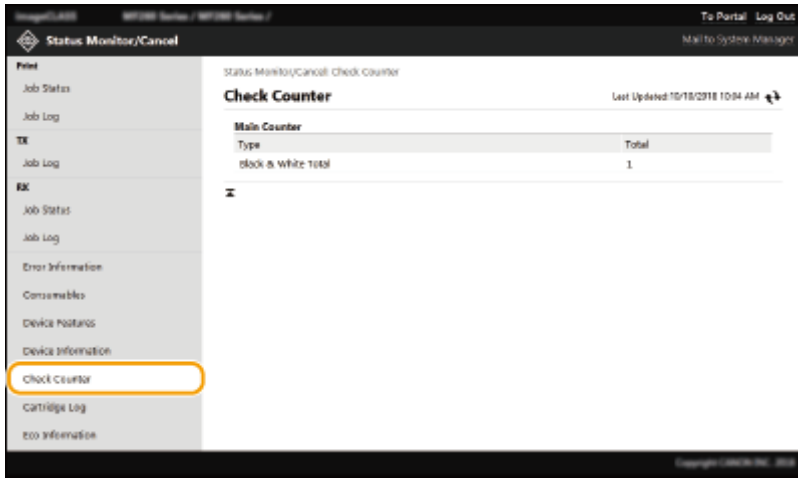 To Portal Log Out
Status Monitor/Cancel
Mail to System Manager
Print
Job Status
Job Log
TX
Job Log
RX
Job Status
Job Log
Error Information
Consumables
Device Features
Device Information
Check Counter
Cartridge Log
Eco Information
Status Monitor/Cancel: Check Counter
Check Counter
Last Updated:10/10/2018 10:04 AM
Main Counter
Type Total
Black & White Total 1